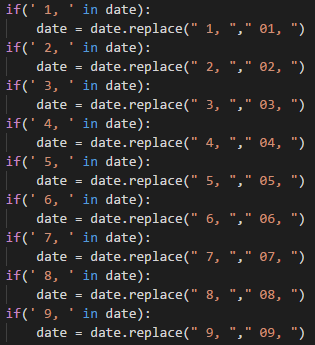 if(' 1, ' in date):
    date = date.replace(" 1, "," 01, ")
if(' 2, ' in date):
    date = date.replace(" 2, "," 02, ")
if(' 3, ' in date):
    date = date.replace(" 3, "," 03, ")
if(' 4, ' in date):
    date = date.replace(" 4, "," 04, ")
if(' 5, ' in date):
    date = date.replace(" 5, "," 05, ")
if(' 6, ' in date):
    date = date.replace(" 6, "," 06, ")
if(' 7, ' in date):
    date = date.replace(" 7, "," 07, ")
if(' 8, ' in date):
    date = date.replace(" 8, "," 08, ")
if(' 9, ' in date):
    date = date.replace(" 9, "," 09, ")